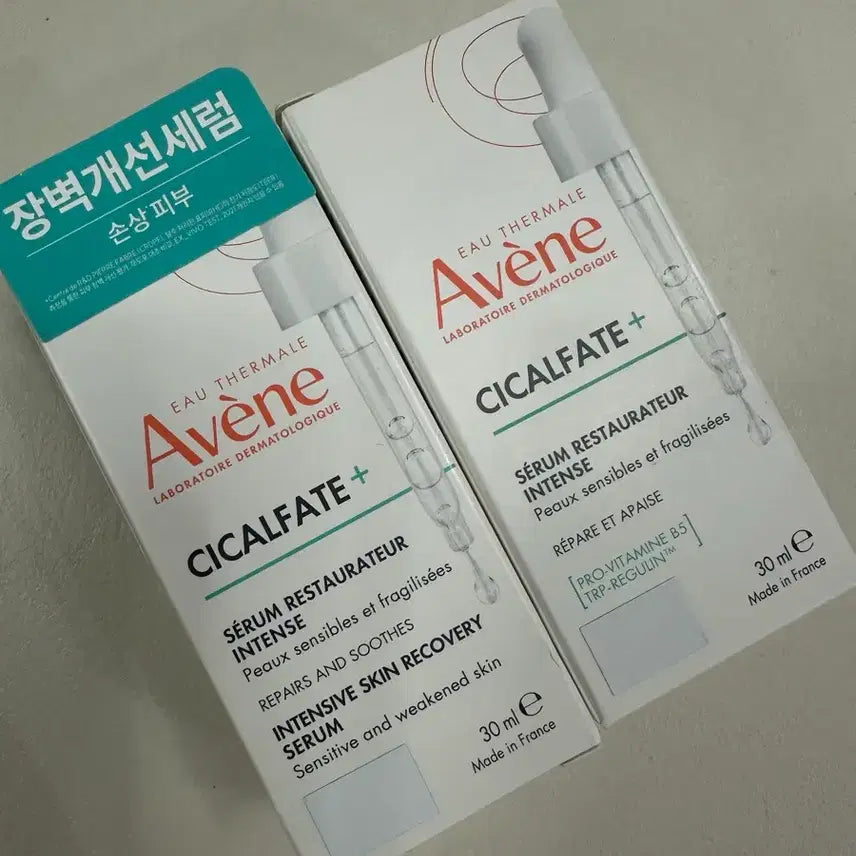 장벽개선세럼
손상 피부
EAU THERMALE
Avène
LABORATOIRE DERMATOLOGIQUE
CICALFATE+
SÉRUM RESTAURATEUR
INTENSE
Peaux sensibles et fragilisées
REPAIRS AND SOOTHES
INTENSIVE SKIN RECOVERY
SERUM
Sensitive and weakened skin
30 ml ℮
Made in France
EAU THERMALE
Avène
LABORATOIRE DERMATOLOGIQUE
CICALFATE+
SÉRUM RESTAURATEUR
INTENSE
Peaux sensibles et fragilisées
RÉPARE ET APAISE
[PRO-VITAMINE B5]
[TRP-REGULIN™]
30 ml ℮
Made in France